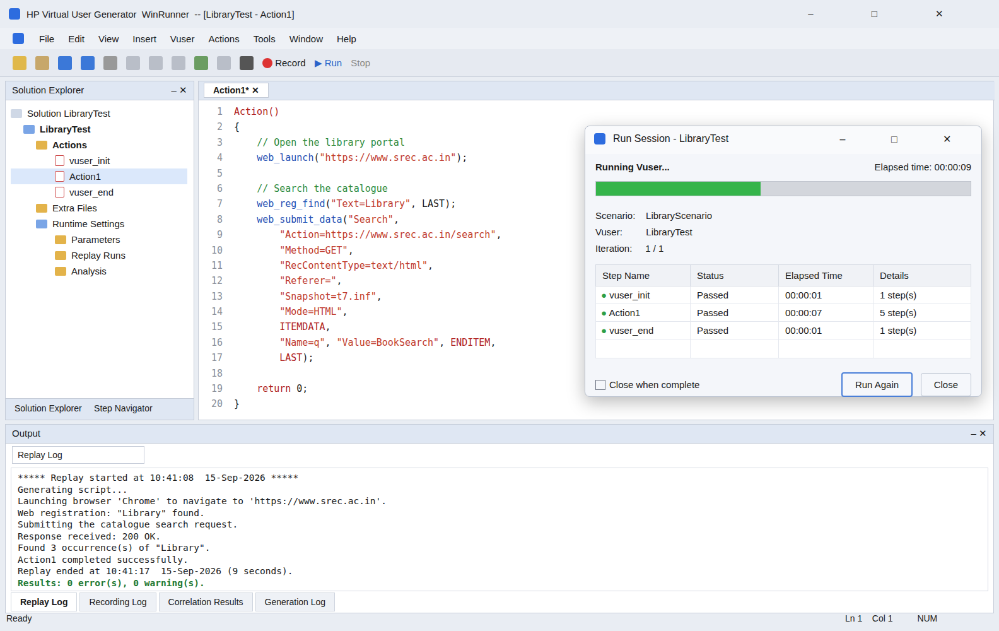 HP Virtual User Generator  WinRunner  -- [LibraryTest - Action1]
File Edit View Insert Vuser Actions Tools Window Help
Record Run Stop
Solution Explorer
Solution LibraryTest
LibraryTest
Actions
vuser_init
Action1
vuser_end
Extra Files
Runtime Settings
Parameters
Replay Runs
Analysis
Solution Explorer Step Navigator
Action1*
1 Action()
2 {
3     // Open the library portal
4     web_launch("https://www.srec.ac.in");
5
6     // Search the catalogue
7     web_reg_find("Text=Library", LAST);
8     web_submit_data("Search",
9         "Action=https://www.srec.ac.in/search",
10         "Method=GET",
11         "RecContentType=text/html",
12         "Referer=",
13         "Snapshot=t7.inf",
14         "Mode=HTML",
15         ITEMDATA,
16         "Name=q", "Value=BookSearch", ENDITEM,
17         LAST);
18
19     return 0;
20 }
Run Session - LibraryTest
Running Vuser... Elapsed time: 00:00:09
Scenario: LibraryScenario
Vuser: LibraryTest
Iteration: 1 / 1
Step Name Status Elapsed Time Details
vuser_init Passed 00:00:01 1 step(s)
Action1 Passed 00:00:07 5 step(s)
vuser_end Passed 00:00:01 1 step(s)
Close when complete Run Again Close
Output
Replay Log
***** Replay started at 10:41:08  15-Sep-2026 *****
Generating script...
Launching browser 'Chrome' to navigate to 'https://www.srec.ac.in'.
Web registration: "Library" found.
Submitting the catalogue search request.
Response received: 200 OK.
Found 3 occurrence(s) of "Library".
Action1 completed successfully.
Replay ended at 10:41:17  15-Sep-2026 (9 seconds).
Results: 0 error(s), 0 warning(s).
Replay Log Recording Log Correlation Results Generation Log
Ready Ln 1 Col 1 NUM